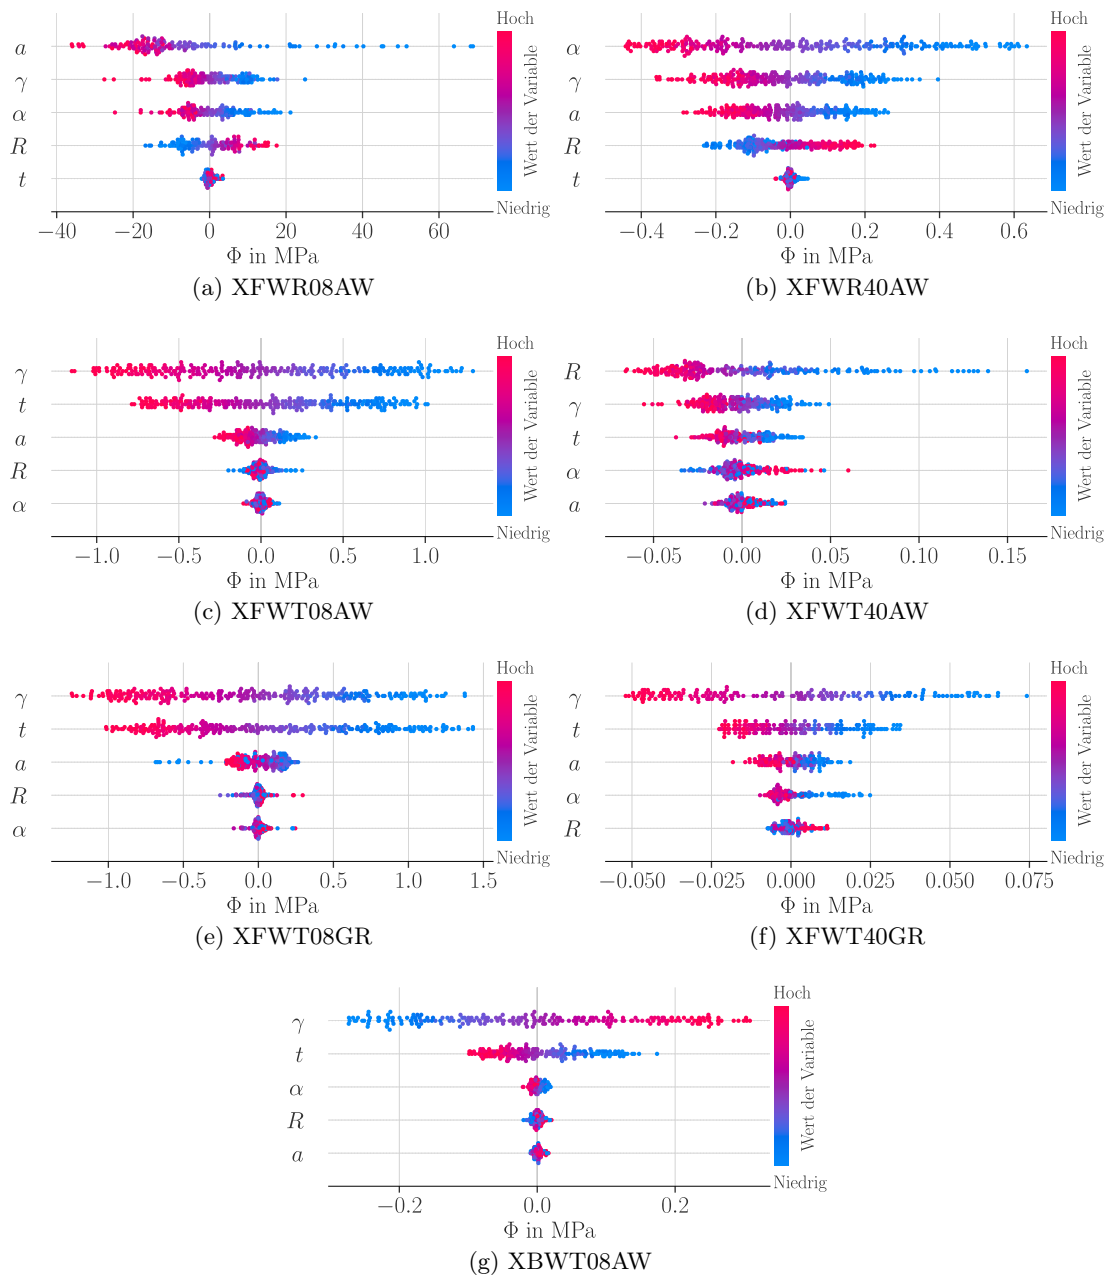 Hoch
a
γ
α
R
t
Wert der Variable
Niedrig
−40 −20 0 20 40 60
Φ in MPa
(a) XFWR08AW
Hoch
α
γ
a
R
t
Wert der Variable
Niedrig
−0.4 −0.2 0.0 0.2 0.4 0.6
Φ in MPa
(b) XFWR40AW
Hoch
γ
t
a
R
α
Wert der Variable
Niedrig
−1.0 −0.5 0.0 0.5 1.0
Φ in MPa
(c) XFWT08AW
Hoch
R
γ
t
α
a
Wert der Variable
Niedrig
−0.05 0.00 0.05 0.10 0.15
Φ in MPa
(d) XFWT40AW
Hoch
γ
t
a
R
α
Wert der Variable
Niedrig
−1.0 −0.5 0.0 0.5 1.0 1.5
Φ in MPa
(e) XFWT08GR
Hoch
γ
t
a
α
R
Wert der Variable
Niedrig
−0.050 −0.025 0.000 0.025 0.050 0.075
Φ in MPa
(f) XFWT40GR
Hoch
γ
t
α
R
a
Wert der Variable
Niedrig
−0.2 0.0 0.2
Φ in MPa
(g) XBWT08AW